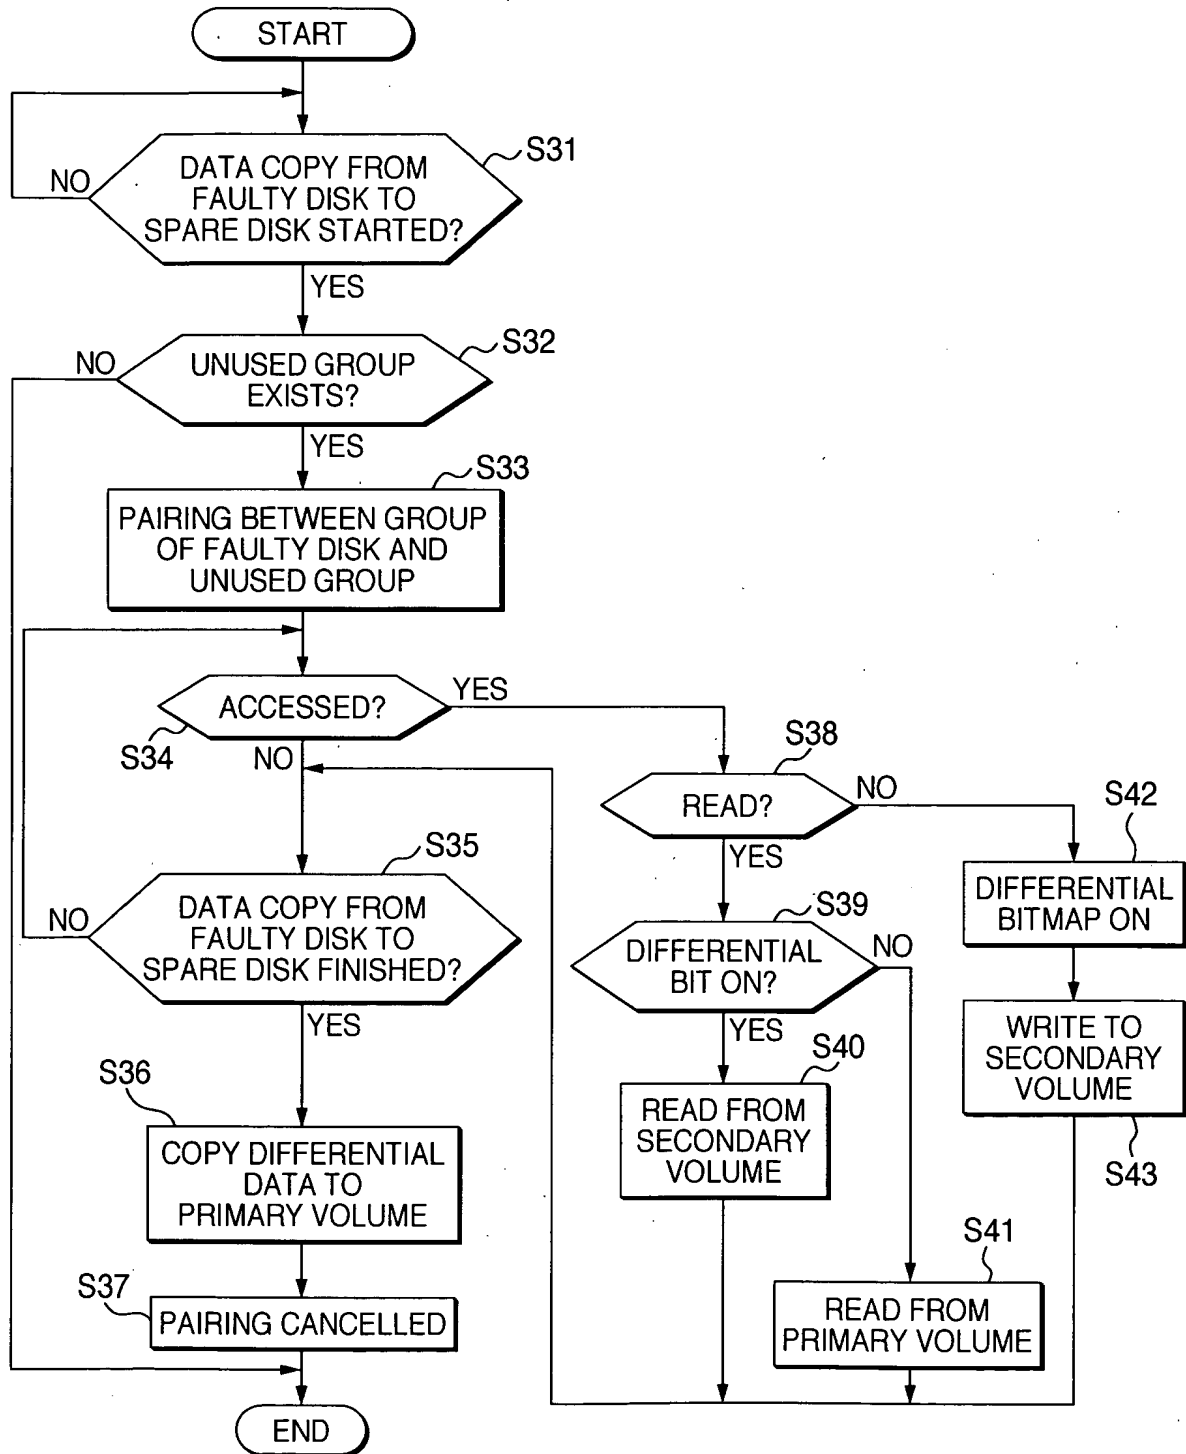 START
S31
DATA COPY FROM
FAULTY DISK TO
SPARE DISK STARTED?
NO
YES
S32
NO
UNUSED GROUP
EXISTS?
YES
S33
PAIRING BETWEEN GROUP
OF FAULTY DISK AND
UNUSED GROUP
ACCESSED?
YES
S34
NO
S38
READ?
NO
YES
S42
DIFFERENTIAL
BITMAP ON
S35
DATA COPY FROM
FAULTY DISK TO
SPARE DISK FINISHED?
NO
YES
S39
DIFFERENTIAL
BIT ON?
NO
YES
WRITE TO
SECONDARY
VOLUME
S43
S40
READ FROM
SECONDARY
VOLUME
S36
COPY DIFFERENTIAL
DATA TO
PRIMARY VOLUME
S41
READ FROM
PRIMARY VOLUME
S37
PAIRING CANCELLED
END